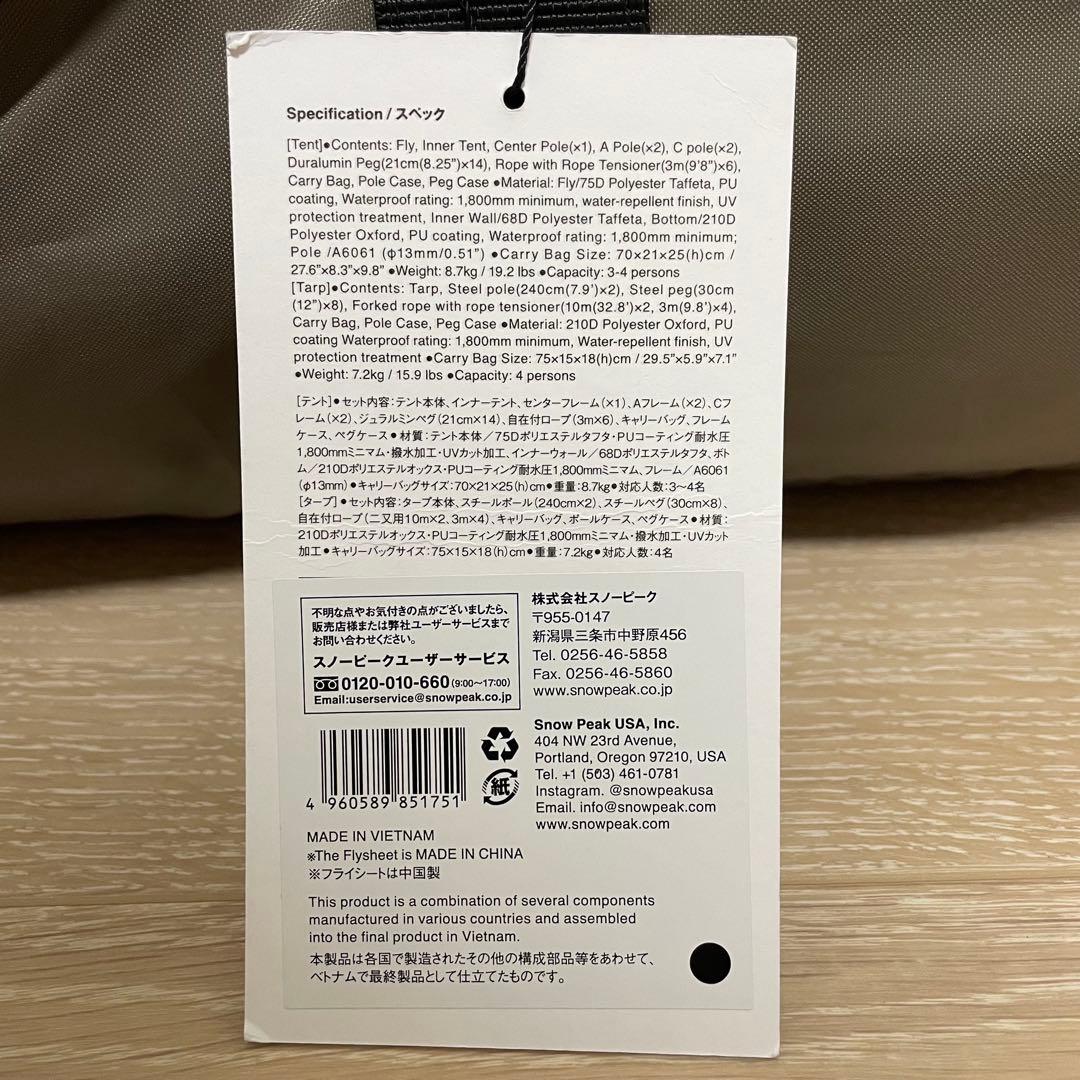 Specification / スペック
[Tent]●Contents: Fly, Inner Tent, Center Pole(×1), A Pole(×2), C pole(×2),
Duralumin Peg(21cm(8.25")×14), Rope with Rope Tensioner(3m(9'8")×6),
Carry Bag, Pole Case, Peg Case ●Material: Fly/75D Polyester Taffeta, PU
coating, Waterproof rating: 1,800mm minimum, water-repellent finish, UV
protection treatment, Inner Wall/68D Polyester Taffeta, Bottom/210D
Polyester Oxford, PU coating, Waterproof rating: 1,800mm minimum;
Pole /A6061 (φ13mm/0.51") ●Carry Bag Size: 70×21×25(h)cm /
27.6"×8.3"×9.8" ●Weight: 8.7kg / 19.2 lbs ●Capacity: 3-4 persons
[Tarp]●Contents: Tarp, Steel pole(240cm(7.9')×2), Steel peg(30cm
(12")×8), Forked rope with rope tensioner(10m(32.8')×2, 3m(9.8')×4),
Carry Bag, Pole Case, Peg Case ●Material: 210D Polyester Oxford, PU
coating Waterproof rating: 1,800mm minimum, Water-repellent finish, UV
protection treatment ●Carry Bag Size: 75×15×18(h)cm / 29.5"×5.9"×7.1"
●Weight: 7.2kg / 15.9 lbs ●Capacity: 4 persons
[テント]●セット内容:テント本体、インナーテント、センターフレーム(×1)、Aフレーム(×2)、Cフ
レーム(×2)、ジュラルミンペグ(21cm×14)、自在付ロープ(3m×6)、キャリーバッグ、フレーム
ケース、ペグケース●材質:テント本体/75Dポリエステルタフタ・PUコーティング耐水圧
1,800mmミニマム・撥水加工・UVカット加工、インナーウォール/68Dポリエステルタフタ、ボト
ム/210Dポリエステルオックス・PUコーティング耐水圧1,800mmミニマム、フレーム/A6061
(φ13mm)●キャリーバッグサイズ:70×21×25(h)cm●重量:8.7kg●対応人数:3〜4名
[タープ]●セット内容:タープ本体、スチールポール(240cm×2)、スチールペグ(30cm×8)、
自在付ロープ(二又用10m×2、3m×4)、キャリーバッグ、ポールケース、ペグケース●材質:
210Dポリエステルオックス・PUコーティング耐水圧1,800mmミニマム・撥水加工・UVカット
加工●キャリーバッグサイズ:75×15×18(h)cm●重量:7.2kg●対応人数:4名
不明な点やお気付きの点がございましたら、
販売店様または弊社ユーザーサービスまで
お問い合わせください。
スノーピークユーザーサービス
0120-010-660(9:00〜17:00)
Email:userservice@snowpeak.co.jp
株式会社スノーピーク
〒955-0147
新潟県三条市中野原456
Tel. 0256-46-5858
Fax. 0256-46-5860
www.snowpeak.co.jp
Snow Peak USA, Inc.
404 NW 23rd Avenue,
Portland, Oregon 97210, USA
Tel. +1 (503) 461-0781
Instagram. @snowpeakusa
Email. info@snowpeak.com
www.snowpeak.com
紙
4 960589 851751
MADE IN VIETNAM
※The Flysheet is MADE IN CHINA
※フライシートは中国製
This product is a combination of several components
manufactured in various countries and assembled
into the final product in Vietnam.
本製品は各国で製造されたその他の構成部品等をあわせて、
ベトナムで最終製品として仕立てたものです。